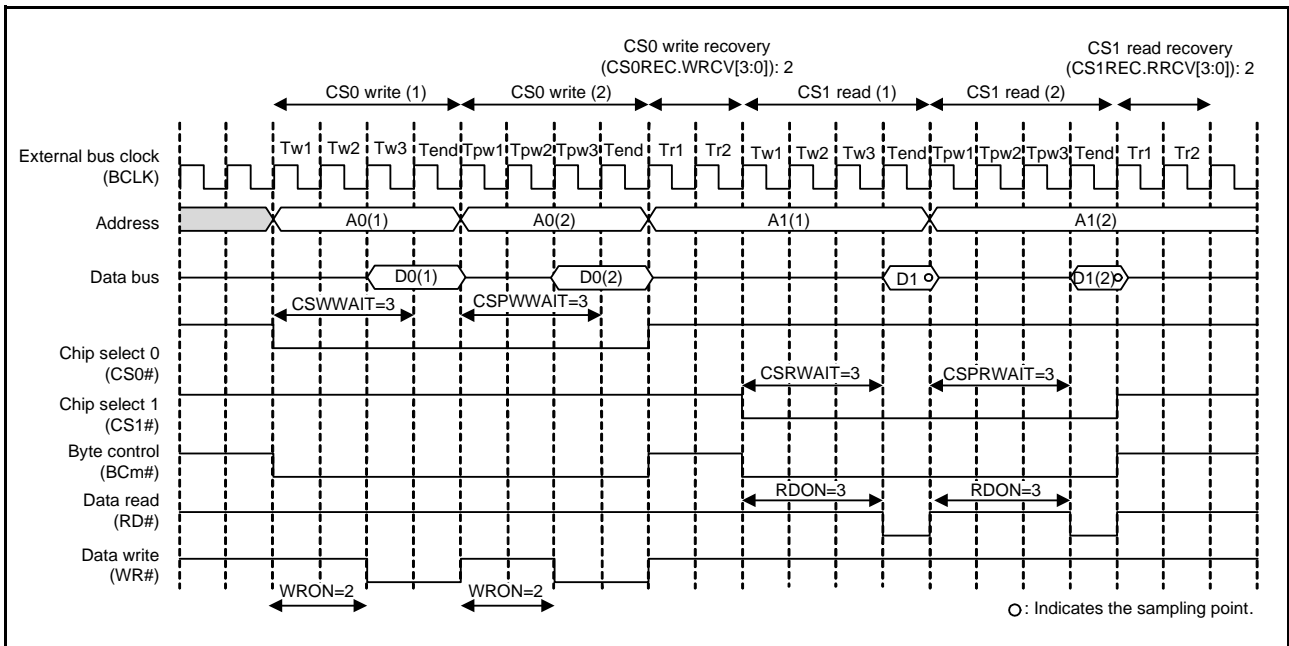 CS0 write recovery
(CS0REC.WRCV[3:0]): 2
CS1 read recovery
(CS1REC.RRCV[3:0]): 2
CS0 write (1)
CS0 write (2)
CS1 read (1)
CS1 read (2)
Tw1 Tw2 Tw3 Tend Tpw1 Tpw2 Tpw3 Tend Tr1 Tr2 Tw1 Tw2 Tw3 Tend Tpw1 Tpw2 Tpw3 Tend Tr1 Tr2
External bus clock
(BCLK)
Address
A0(1) A0(2) A1(1) A1(2)
Data bus
D0(1) D0(2) D1 D1(2)
CSWWAIT=3 CSPWWAIT=3
Chip select 0
(CS0#)
CSRWAIT=3 CSPRWAIT=3
Chip select 1
(CS1#)
Byte control
(BCm#)
Data read
(RD#)
RDON=3 RDON=3
Data write
(WR#)
WRON=2 WRON=2
: Indicates the sampling point.